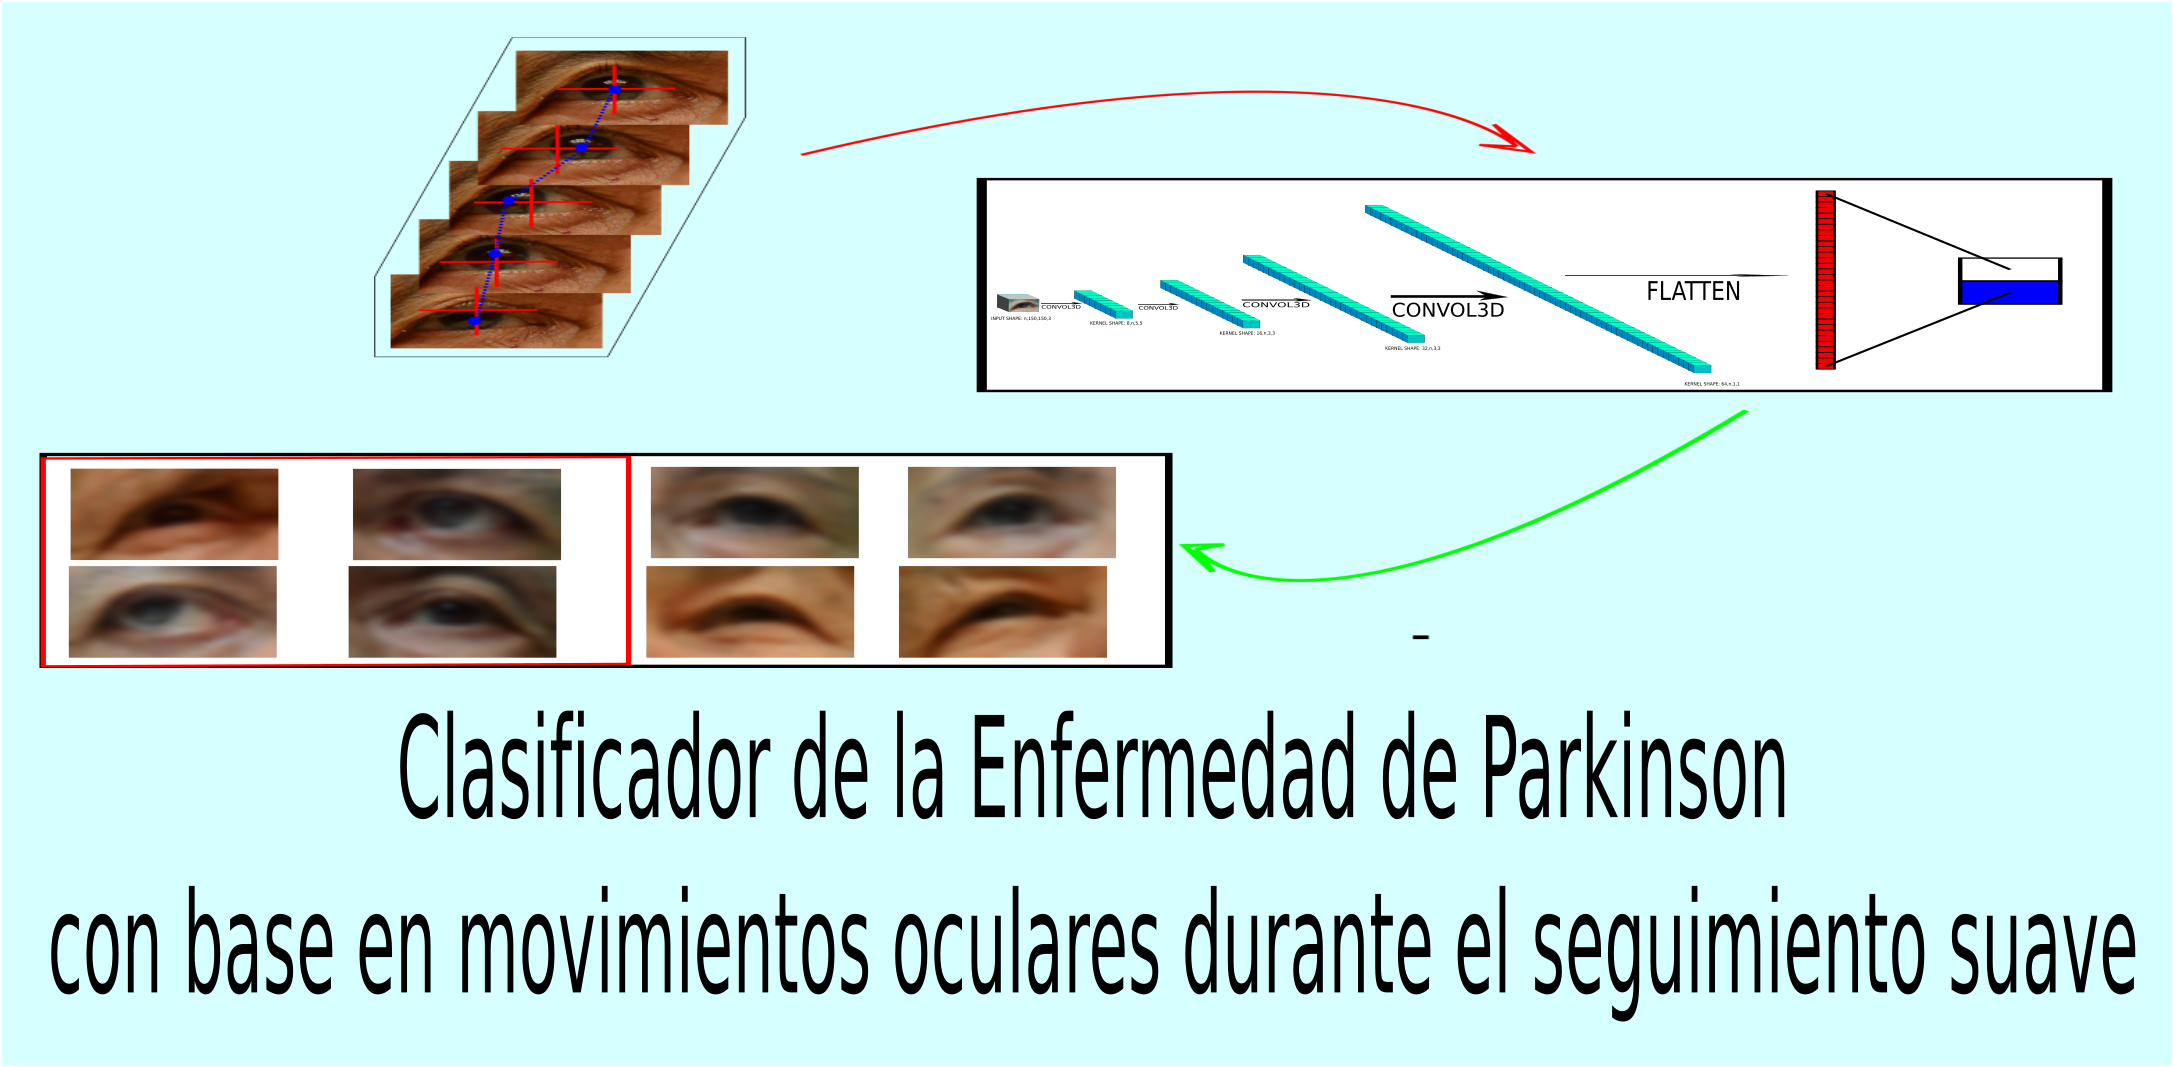 CONVOL3D
CONVOL3D
CONVOL3D
CONVOL3D
FLATTEN
INPUT SHAPE: n,150,150,3
KERNEL SHAPE: 8,n,5,5
KERNEL SHAPE: 16,n,3,3
KERNEL SHAPE: 32,n,3,3
KERNEL SHAPE: 64,n,1,1
Clasificador de la Enfermedad de Parkinson
con base en movimientos oculares durante el seguimiento suave